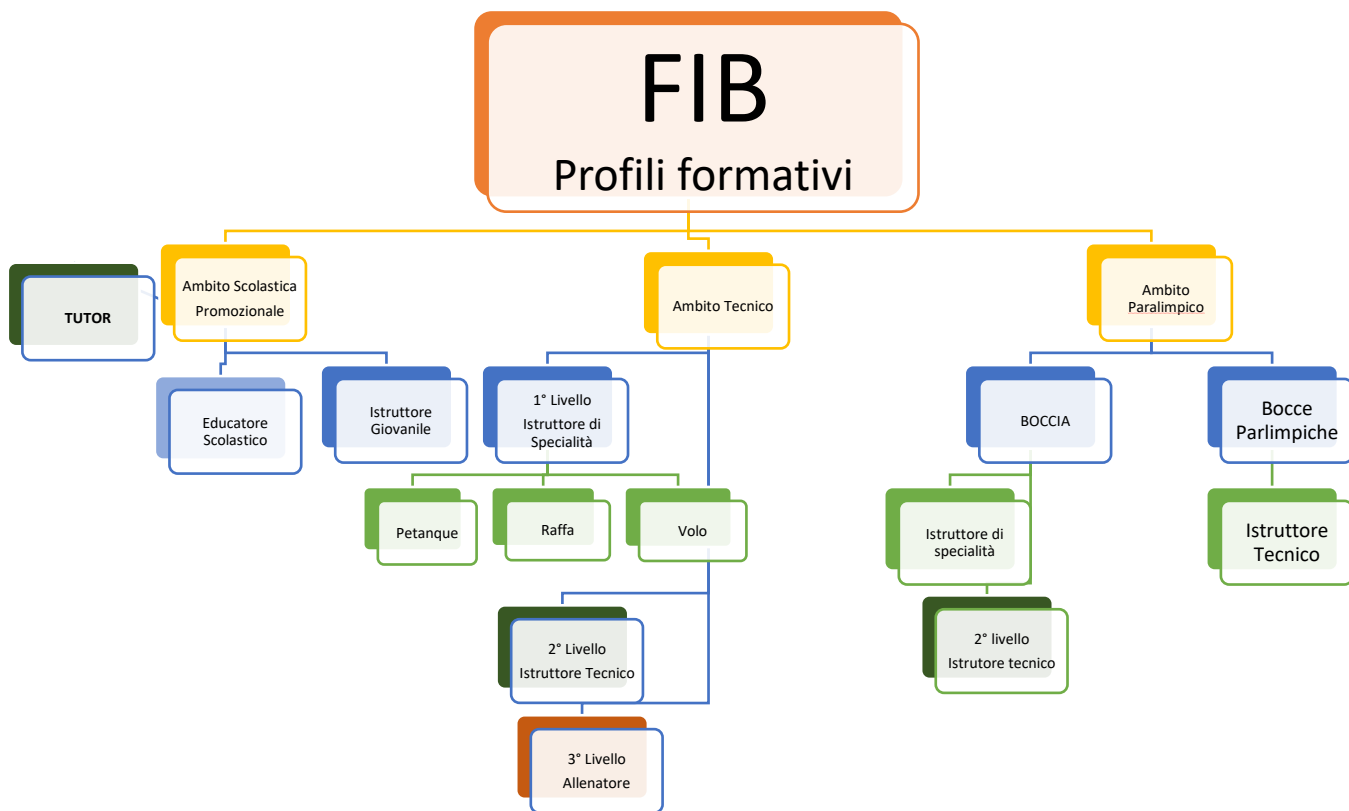 FIB
Profili formativi
TUTOR
Ambito Scolastica
Promozionale
Ambito Tecnico
Ambito
Paralimpico
Educatore
Scolastico
Istruttore
Giovanile
1° Livello
Istruttore di
Specialità
BOCCIA
Bocce
Parlimpiche
Petanque
Raffa
Volo
Istruttore di
specialità
Istruttore
Tecnico
2° Livello
Istruttore Tecnico
2° livello
Istrutore tecnico
3° Livello
Allenatore